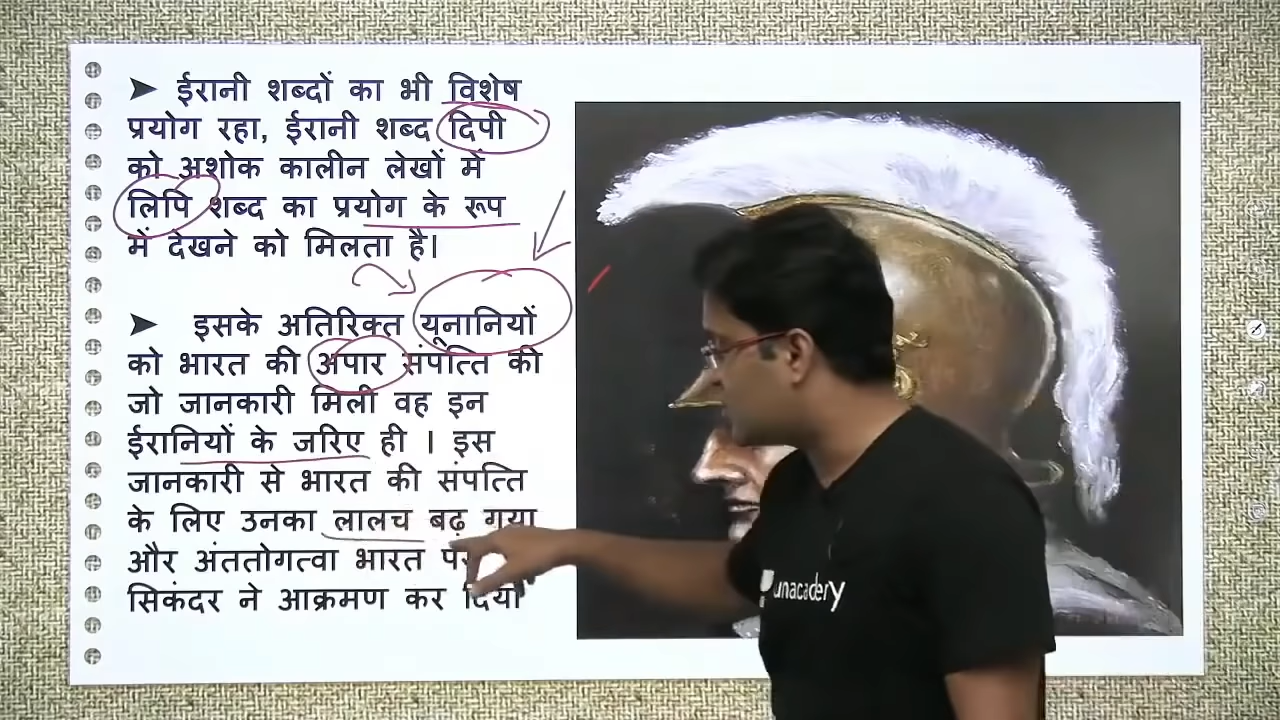 ➤ ईरानी शब्दों का भी विशेष
प्रयोग रहा, ईरानी शब्द दिपी
को अशोक कालीन लेखों में
लिपि शब्द का प्रयोग के रूप
में देखने को मिलता है।
➤ इसके अतिरिक्त यूनानियों
को भारत की अपार संपत्ति की
जो जानकारी मिली वह इन
ईरानियों के जरिए ही । इस
जानकारी से भारत की संपत्ति
के लिए उनका लालच बढ़ गया
और अंततोगत्वा भारत
सिकंदर ने आक्रमण कर दिया
unacademy